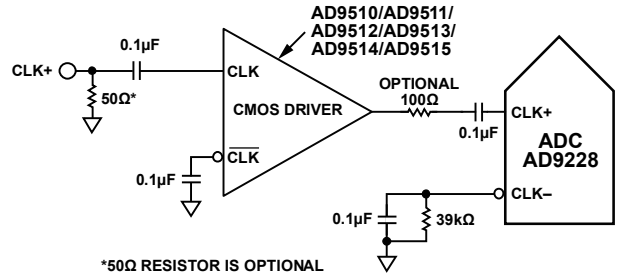 AD9510/AD9511/
AD9512/AD9513/
AD9514/AD9515
0.1µF
CLK+
CLK
50Ω*
OPTIONAL
100Ω
CMOS DRIVER
0.1µF
CLK+
ADC
AD9228
CLK
0.1µF
CLK–
0.1µF
39kΩ
*50Ω RESISTOR IS OPTIONAL